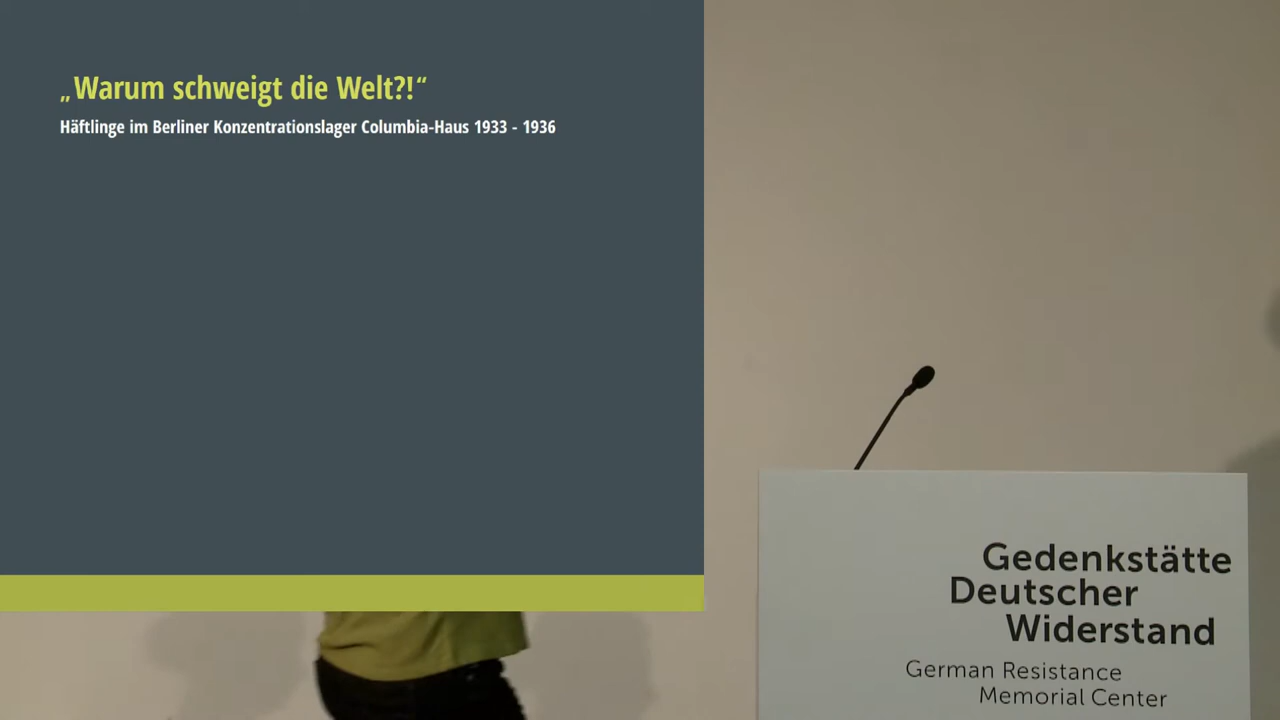 „Warum schweigt die Welt?!“
Häftlinge im Berliner Konzentrationslager Columbia-Haus 1933 - 1936
Gedenkstätte
Deutscher
Widerstand
German Resistance
Memorial Center